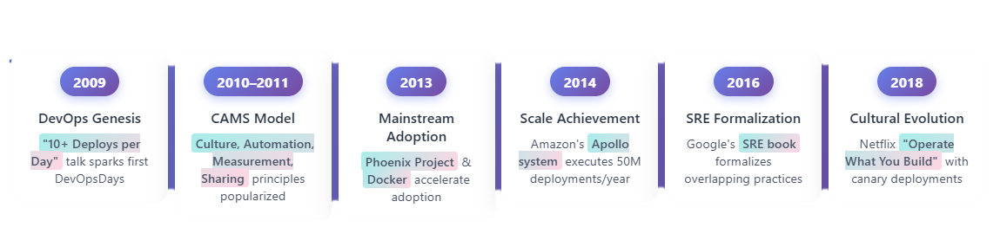 2009
DevOps Genesis
"10+ Deploys per
Day" talk sparks first
DevOpsDays
2010–2011
CAMS Model
Culture, Automation,
Measurement,
Sharing principles
popularized
2013
Mainstream
Adoption
Phoenix Project &
Docker accelerate
adoption
2014
Scale Achievement
Amazon's Apollo
system executes 50M
deployments/year
2016
SRE Formalization
Google's SRE book
formalizes
overlapping practices
2018
Cultural Evolution
Netflix "Operate
What You Build" with
canary deployments